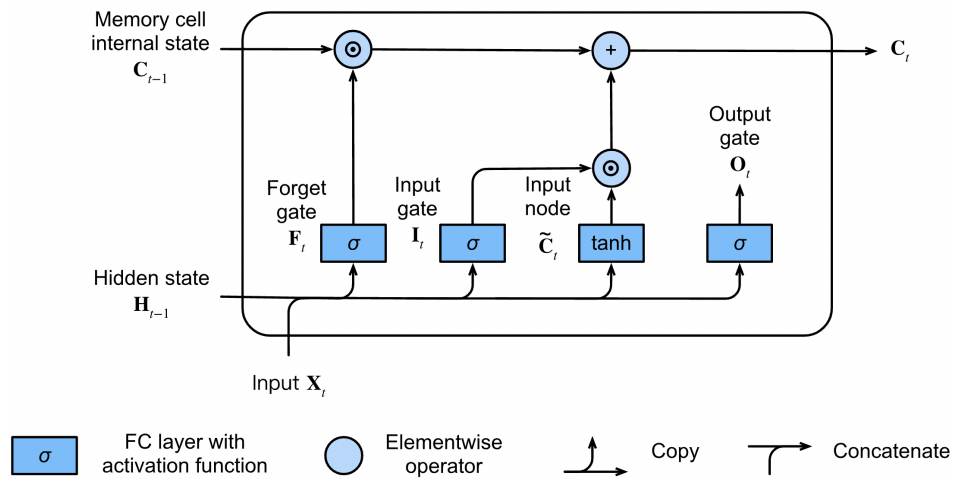 Memory cell
internal state
C_{t−1}
⊙
+
C_t
Output
gate
O_t
⊙
Forget
gate
F_t
Input
gate
I_t
Input
node
C̃_t
σ
σ
tanh
σ
Hidden state
H_{t−1}
Input X_t
σ
FC layer with
activation function
Elementwise
operator
Copy
Concatenate